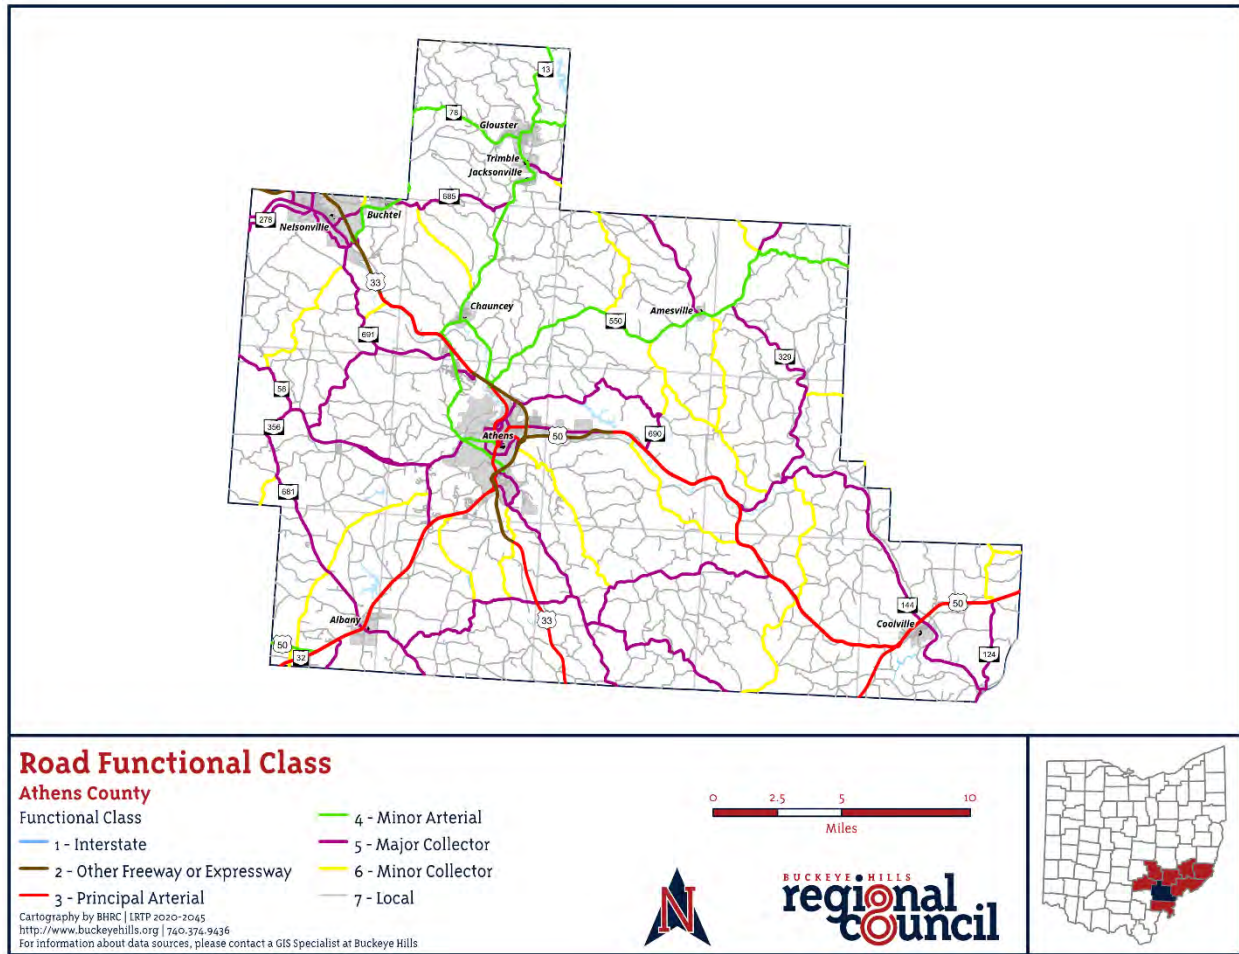 13
78
Glouster
Trimble
Jacksonville
685
Buchtel
278
Nelsonville
33
Chauncey
550
Amesville
691
329
56
356
Athens
50
690
681
144
50
Coolville
Albany
33
50
32
124
Road Functional Class
Athens County
Functional Class
1 - Interstate
2 - Other Freeway or Expressway
3 - Principal Arterial
4 - Minor Arterial
5 - Major Collector
6 - Minor Collector
7 - Local
Cartography by BHRC | LRTP 2020-2045
http://www.buckeyehills.org | 740.374.9436
For information about data sources, please contact a GIS Specialist at Buckeye Hills
0 2.5 5 10
Miles
N
BUCKEYE HILLS
regional
council